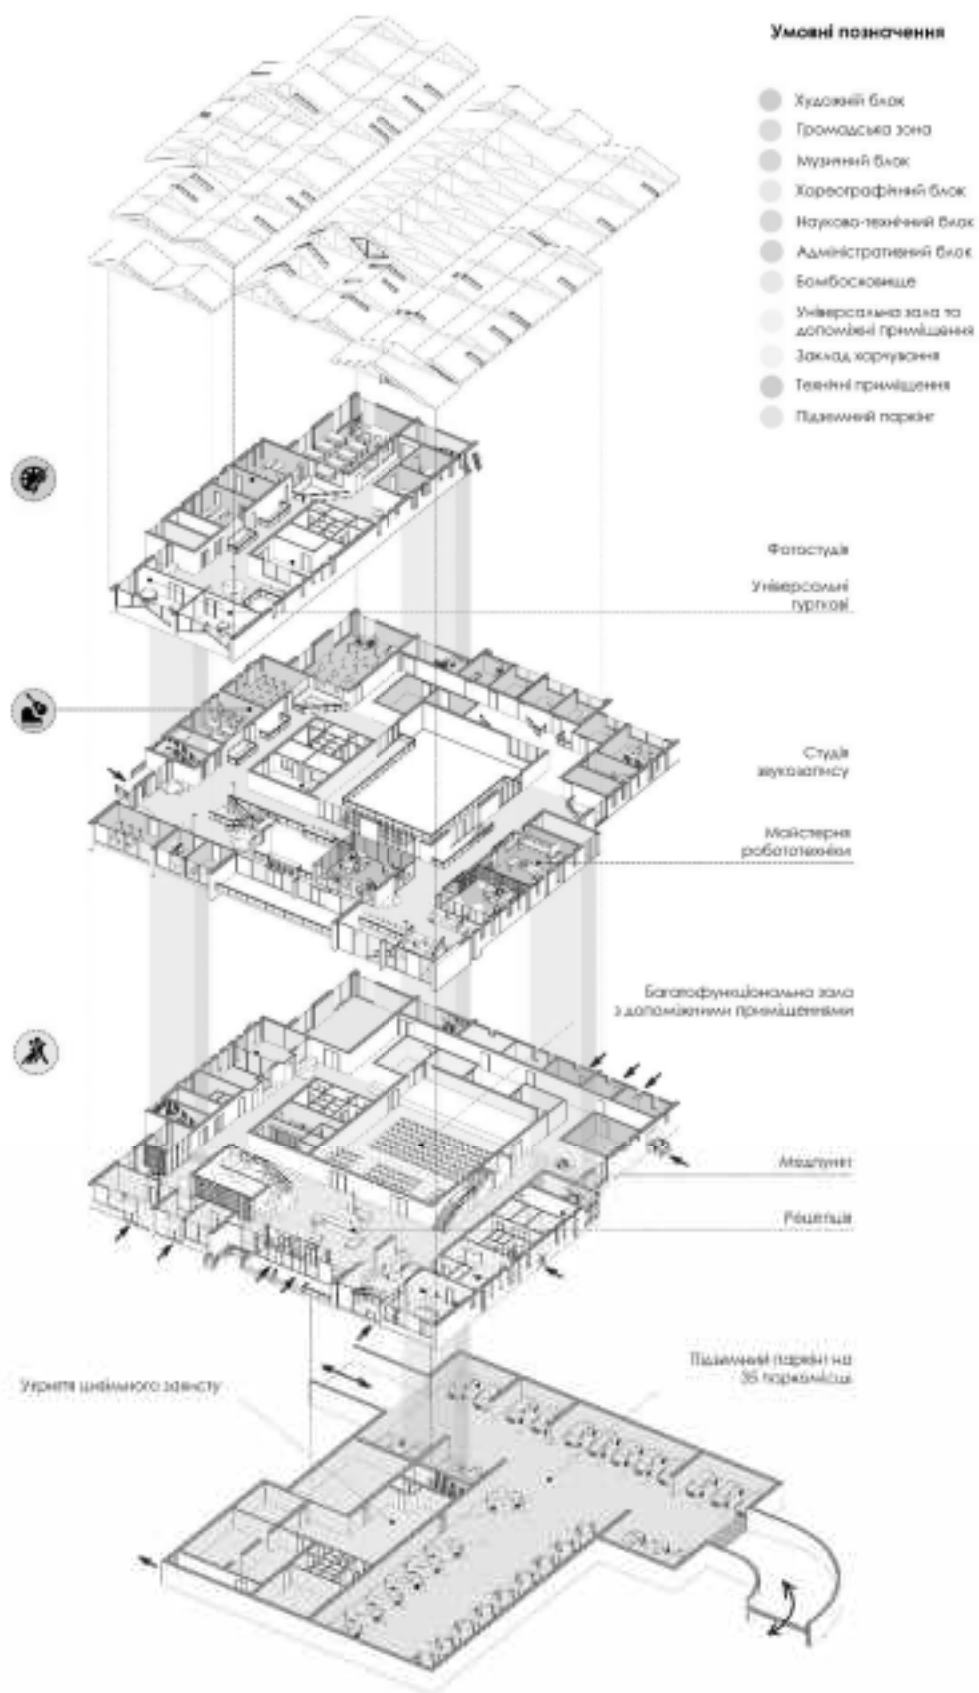 Умовні позначення
Художній блок
Громадська зона
Музичний блок
Хореографічний блок
Науково-технічний блок
Адміністративний блок
Бомбосховище
Універсальна зала та
допоміжні приміщення
Заклад харчування
Технічні приміщення
Підземний паркінг
Фотостудія
Універсальні
гурткові
Студія
звукозапису
Майстерня
робототехніки
Багатофункціональна зала
з допоміжними приміщеннями
Медпункт
Рецепція
Підземний паркінг на
35 паркомісць
Укриття цивільного захисту